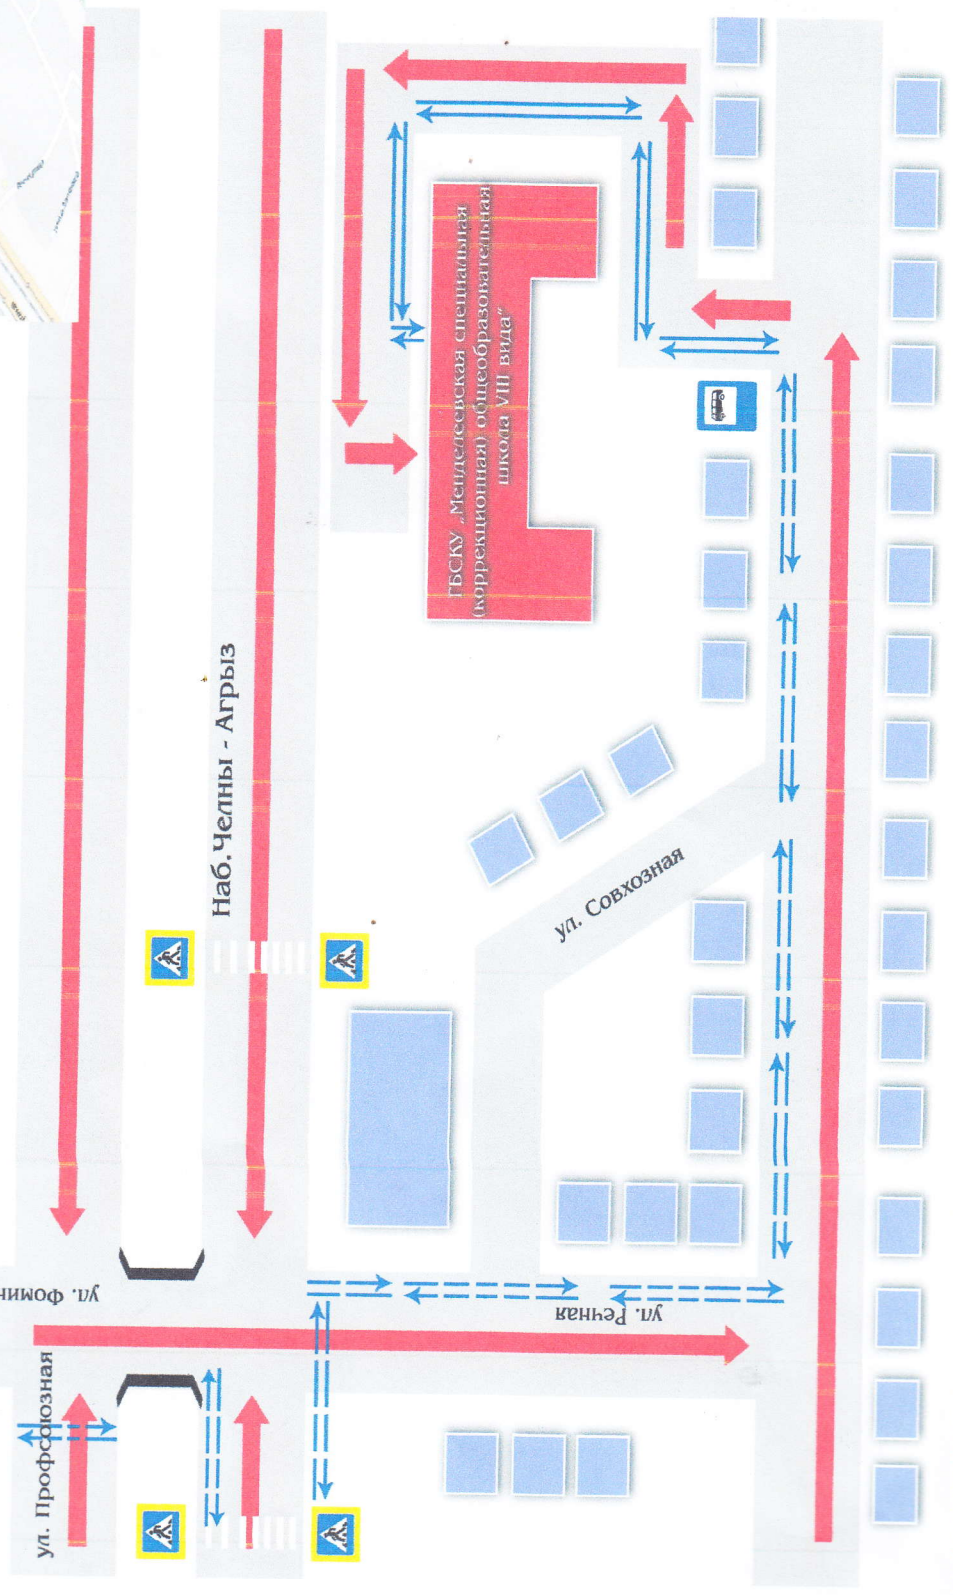 ГБСКУ „Менделеевская специальная
(коррекционная) общеобразовательная
школа VIII вида“
Наб.Челны - Агрыз
ул. Совхозная
ул. Речная
ул. Фомин
ул. Профсоюзная